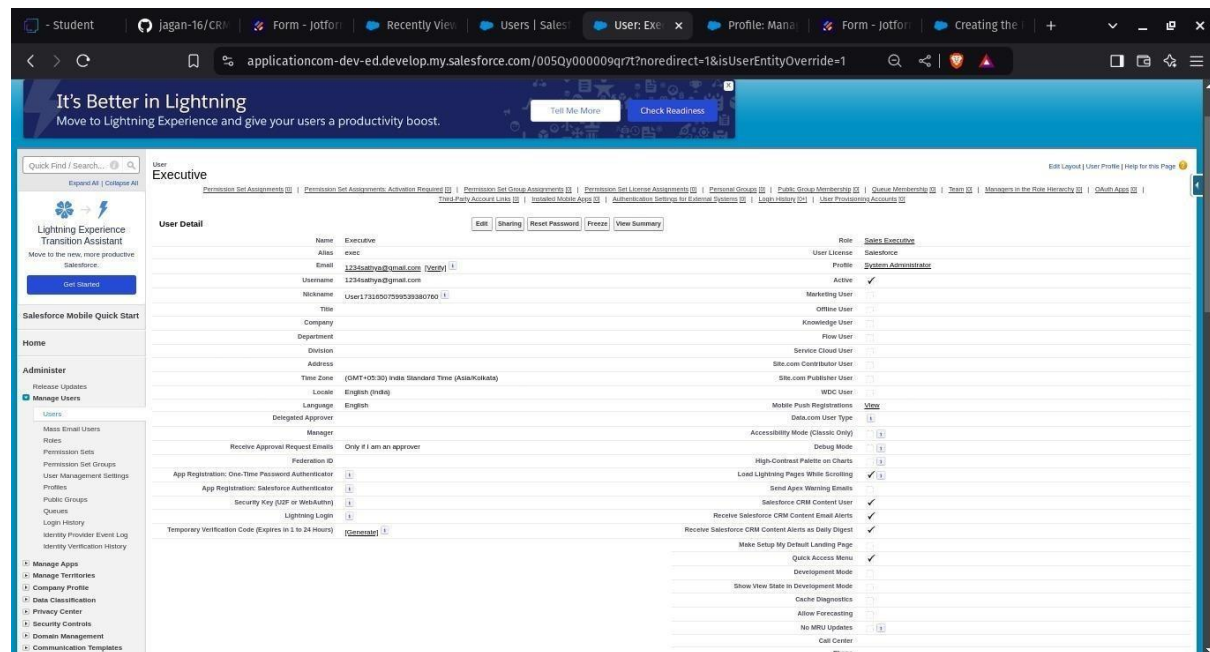 - Student
jagan-16/CRM
Form - Jotform
Recently View
Users | Sales
User: Exe
Profile: Mana
Form - Jotform
Creating the
applicationcom-dev-ed.develop.my.salesforce.com/005Qy000009qr7t?noredirect=1&isUserEntityOverride=1
It's Better in Lightning
Move to Lightning Experience and give your users a productivity boost.
Tell Me More
Check Readiness
Quick Find / Search...
Expand All | Collapse All
Lightning Experience
Transition Assistant
Move to the new, more productive
Salesforce.
Get Started
Salesforce Mobile Quick Start
Home
Administer
Release Updates
Manage Users
Users
Mass Email Users
Roles
Permission Sets
Permission Set Groups
User Management Settings
Profiles
Public Groups
Queues
Login History
Identity Provider Event Log
Identity Verification History
Manage Apps
Manage Territories
Company Profile
Data Classification
Privacy Center
Security Controls
Domain Management
Communication Templates
User
Executive
Edit Layout | User Profile | Help for this Page
Permission Set Assignments [0] | Permission Set Assignments: Activation Required [0] | Permission Set Group Assignments [0] | Permission Set License Assignments [0] | Personal Groups [0] | Public Group Membership [0] | Queue Membership [0] | Team [0] | Managers in the Role Hierarchy [0] | OAuth Apps [0] |
Third-Party Account Links [0] | Installed Mobile Apps [0] | Authentication Settings for External Systems [0] | Login History [0+] | User Provisioning Accounts [0]
User Detail
Edit Sharing Reset Password Freeze View Summary
Name Executive
Alias exec
Email 1234sathya@gmail.com [Verify]
Username 1234sathya@gmail.com
Nickname User17316507599539380760
Title
Company
Department
Division
Address
Time Zone (GMT+05:30) India Standard Time (Asia/Kolkata)
Locale English (India)
Language English
Delegated Approver
Manager
Receive Approval Request Emails Only if I am an approver
Federation ID
App Registration: One-Time Password Authenticator
App Registration: Salesforce Authenticator
Security Key (U2F or WebAuthn)
Lightning Login
Temporary Verification Code (Expires in 1 to 24 Hours) [Generate]
Role Sales Executive
User License Salesforce
Profile System Administrator
Active ✓
Marketing User
Offline User
Knowledge User
Flow User
Service Cloud User
Site.com Contributor User
Site.com Publisher User
WDC User
Mobile Push Registrations View
Data.com User Type
Accessibility Mode (Classic Only)
Debug Mode
High-Contrast Palette on Charts
Load Lightning Pages While Scrolling ✓
Send Apex Warning Emails
Salesforce CRM Content User ✓
Receive Salesforce CRM Content Email Alerts ✓
Receive Salesforce CRM Content Alerts as Daily Digest ✓
Make Setup My Default Landing Page
Quick Access Menu ✓
Development Mode
Show View State in Development Mode
Cache Diagnostics
Allow Forecasting
No MRU Updates
Call Center